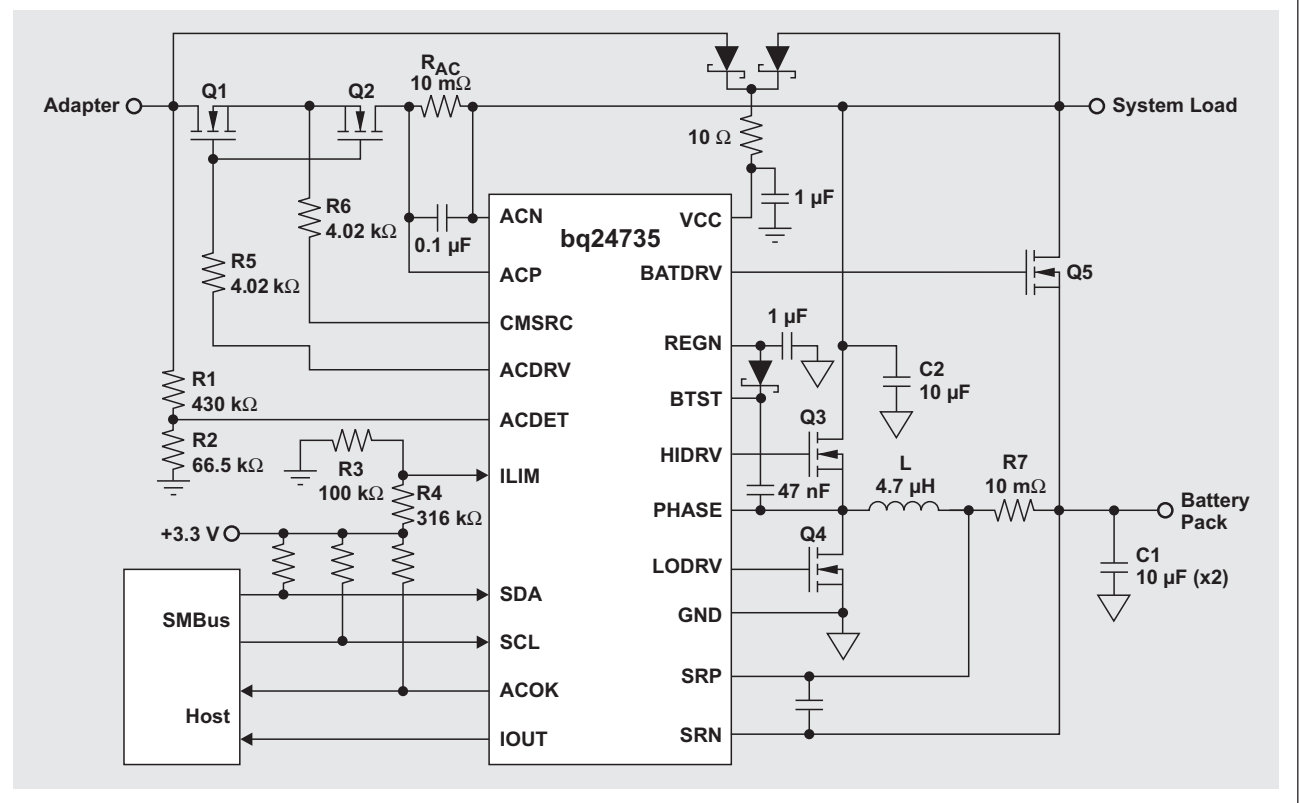 Adapter
Q1
Q2
R_AC
10 mΩ
System Load
10 Ω
1 µF
R6
4.02 kΩ
0.1 µF
R5
4.02 kΩ
bq24735
ACN
ACP
CMSRC
ACDRV
ACDET
ILIM
SDA
SCL
ACOK
IOUT
VCC
BATDRV
REGN
BTST
HIDRV
PHASE
LODRV
GND
SRP
SRN
Q5
1 µF
C2
10 µF
Q3
47 nF
L
4.7 µH
R7
10 mΩ
Battery
Pack
Q4
C1
10 µF (x2)
R1
430 kΩ
R2
66.5 kΩ
R3
100 kΩ
R4
316 kΩ
+3.3 V
SMBus
Host